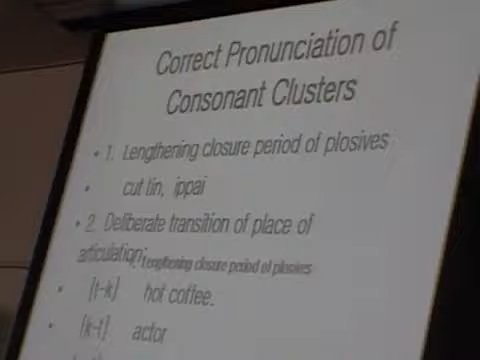 Correct Pronunciation of
Consonant Clusters
• 1. Lengthening closure period of plosives
• cut tin, ippai
• 2. Deliberate transition of place of
articulation;
Lengthening closure period of plosives
• [t-k] hot coffee.
• [k-t] actor